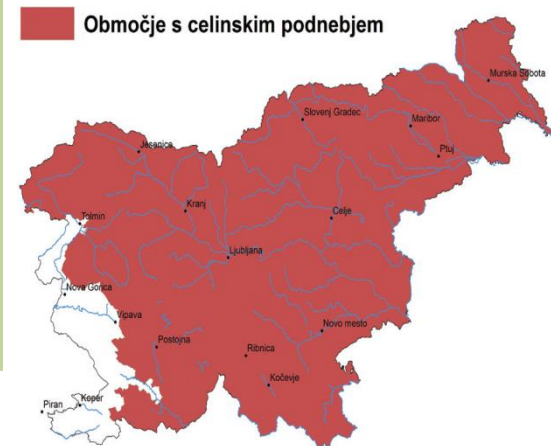 Območje s celinskim podnebjem
Murska Sobota
Slovenj Gradec
Maribor
Jesenice
Ptuj
Kranj
Celje
Tolmin
Ljubljana
Nova Gorica
Vipava
Novo mesto
Postojna
Ribnica
Kočevje
Piran
Koper